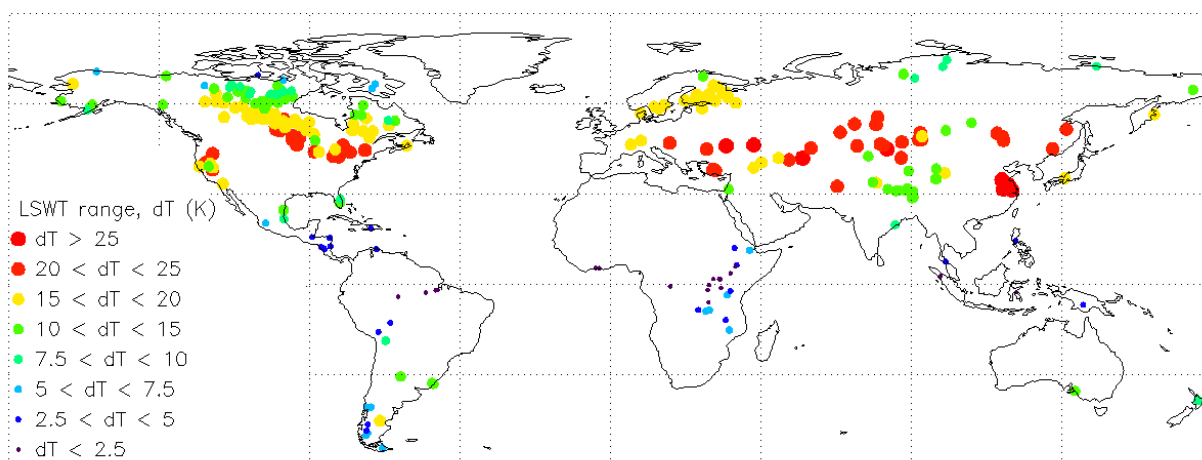 LSWT range, dT (K)
dT > 25
20 < dT < 25
15 < dT < 20
10 < dT < 15
7.5 < dT < 10
5 < dT < 7.5
2.5 < dT < 5
dT < 2.5